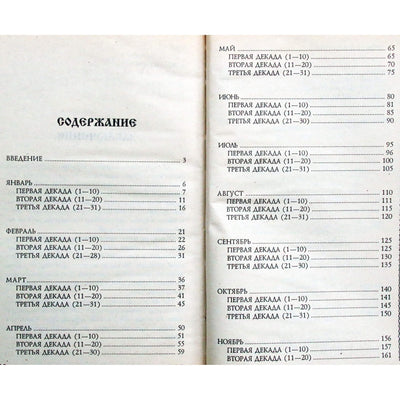 СОДЕРЖАНИЕ
ВВЕДЕНИЕ 3
ЯНВАРЬ 6
ПЕРВАЯ ДЕКАДА (1—10) 7
ВТОРАЯ ДЕКАДА (11—20) 11
ТРЕТЬЯ ДЕКАДА (21—31) 16
ФЕВРАЛЬ 21
ПЕРВАЯ ДЕКАДА (1—10) 22
ВТОРАЯ ДЕКАДА (11—20) 26
ТРЕТЬЯ ДЕКАДА (21—28) 31
МАРТ 36
ПЕРВАЯ ДЕКАДА (1—10) 37
ВТОРАЯ ДЕКАДА (11—20) 41
ТРЕТЬЯ ДЕКАДА (21—31) 45
АПРЕЛЬ 50
ПЕРВАЯ ДЕКАДА (1—10) 51
ВТОРАЯ ДЕКАДА (11—20) 55
ТРЕТЬЯ ДЕКАДА (21—30) 59
МАЙ 65
ПЕРВАЯ ДЕКАДА (1—10) 65
ВТОРАЯ ДЕКАДА (11—20) 70
ТРЕТЬЯ ДЕКАДА (21—31) 75
ИЮНЬ 80
ПЕРВАЯ ДЕКАДА (1—10) 81
ВТОРАЯ ДЕКАДА (11—20) 85
ТРЕТЬЯ ДЕКАДА (21—30) 90
ИЮЛЬ 95
ПЕРВАЯ ДЕКАДА (1—10) 96
ВТОРАЯ ДЕКАДА (11—20) 100
ТРЕТЬЯ ДЕКАДА (21—31) 105
АВГУСТ 110
ПЕРВАЯ ДЕКАДА (1—10) 111
ВТОРАЯ ДЕКАДА (11—20) 115
ТРЕТЬЯ ДЕКАДА (21—31) 120
СЕНТЯБРЬ 125
ПЕРВАЯ ДЕКАДА (1—10) 125
ВТОРАЯ ДЕКАДА (11—20) 130
ТРЕТЬЯ ДЕКАДА (21—30) 135
ОКТЯБРЬ 140
ПЕРВАЯ ДЕКАДА (1—10) 141
ВТОРАЯ ДЕКАДА (11—20) 145
ТРЕТЬЯ ДЕКАДА (21—31) 150
НОЯБРЬ 156
ПЕРВАЯ ДЕКАДА (1—10) 157
ВТОРАЯ ДЕКАДА (11—20) 161